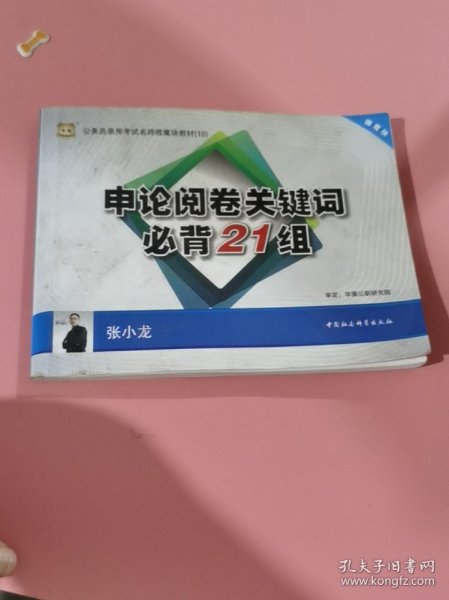 公务员录用考试名师微魔块教材(10)
微魔块
申论阅卷关键词
必背21组
审定：华图公职研究院
张小龙
中国社会科学出版社
孔夫子旧书网
www.kongfz.com